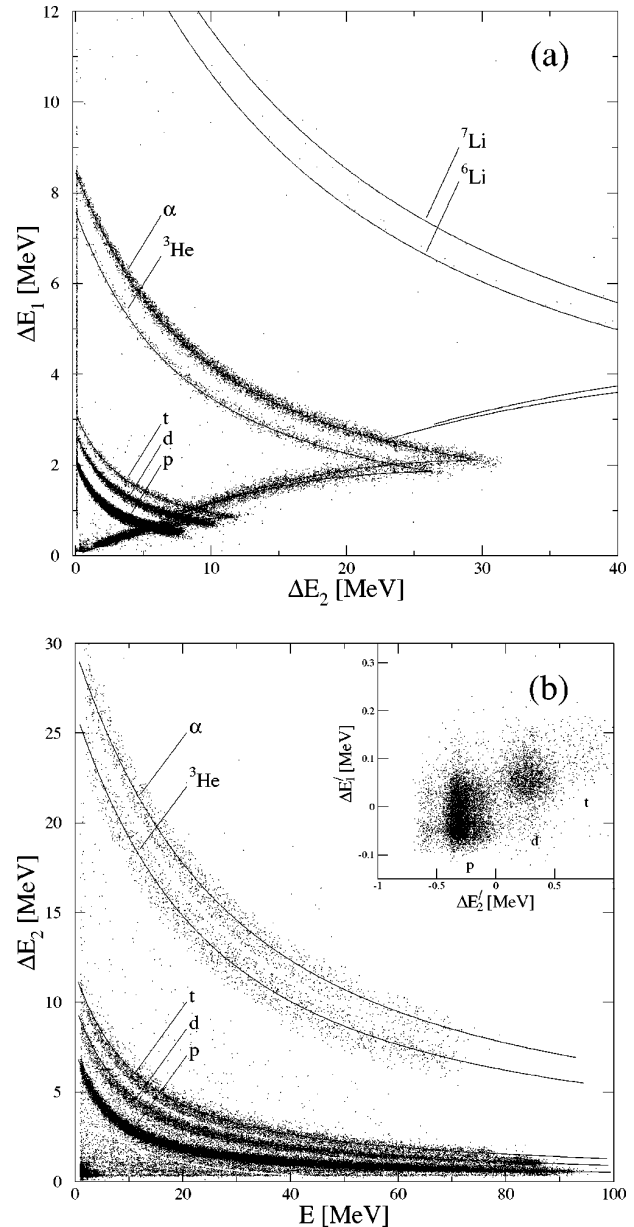 12
(a)
10
⁷Li
⁶Li
8
α
³He
6
ΔE₁ [MeV]
4
t
d
p
2
0
0 10 20 30 40
ΔE₂ [MeV]
30
(b)
0.3
0.2
0.1
0
-0.1
ΔE₁′ [MeV]
t
d
p
-1 -0.5 0 0.5 1
ΔE₂′ [MeV]
25
α
³He
20
15
ΔE₂ [MeV]
10
t
d
p
5
0
0 20 40 60 80 100
E [MeV]